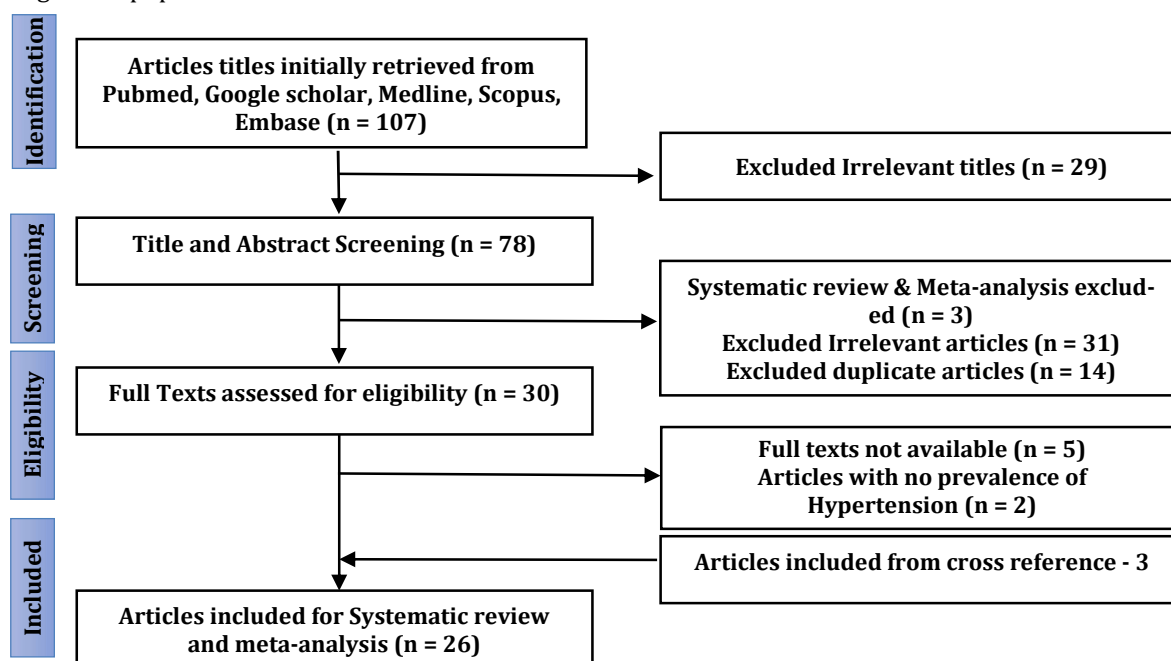 Identification
Articles titles initially retrieved from
Pubmed, Google scholar, Medline, Scopus,
Embase (n = 107)
Excluded Irrelevant titles (n = 29)
Screening
Title and Abstract Screening (n = 78)
Systematic review & Meta-analysis exclud-
ed (n = 3)
Excluded Irrelevant articles (n = 31)
Excluded duplicate articles (n = 14)
Eligibility
Full Texts assessed for eligibility (n = 30)
Full texts not available (n = 5)
Articles with no prevalence of
Hypertension (n = 2)
Included
Articles included from cross reference - 3
Articles included for Systematic review
and meta-analysis (n = 26)